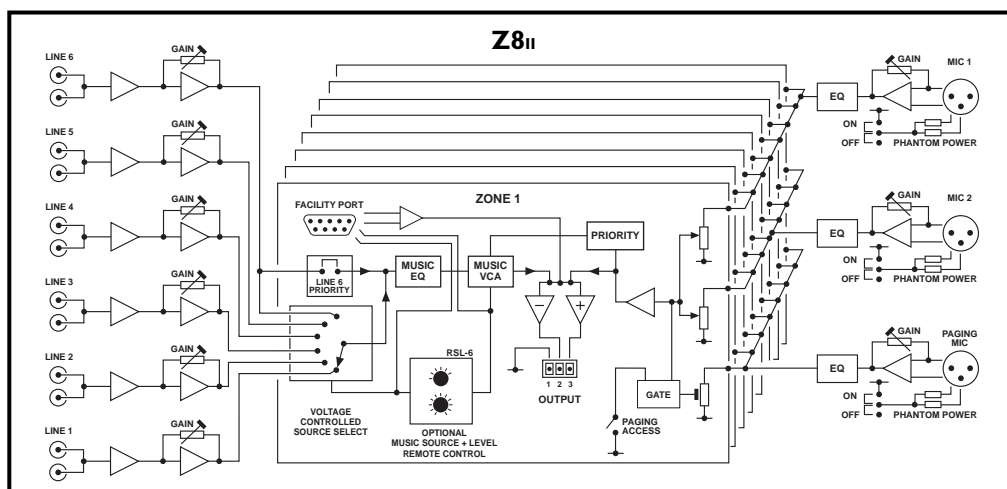 Z8II
LINE 6
GAIN
LINE 5
GAIN
LINE 4
GAIN
LINE 3
GAIN
LINE 2
GAIN
LINE 1
GAIN
ZONE 1
FACILITY PORT
LINE 6
PRIORITY
MUSIC
EQ
MUSIC
VCA
PRIORITY
−
+
VOLTAGE
CONTROLLED
SOURCE SELECT
RSL-6
OPTIONAL
MUSIC SOURCE + LEVEL
REMOTE CONTROL
1 2 3
OUTPUT
PAGING
ACCESS
GATE
EQ
GAIN
MIC 1
ON
OFF
PHANTOM POWER
EQ
GAIN
MIC 2
ON
OFF
PHANTOM POWER
EQ
GAIN
PAGING
MIC
ON
OFF
PHANTOM POWER